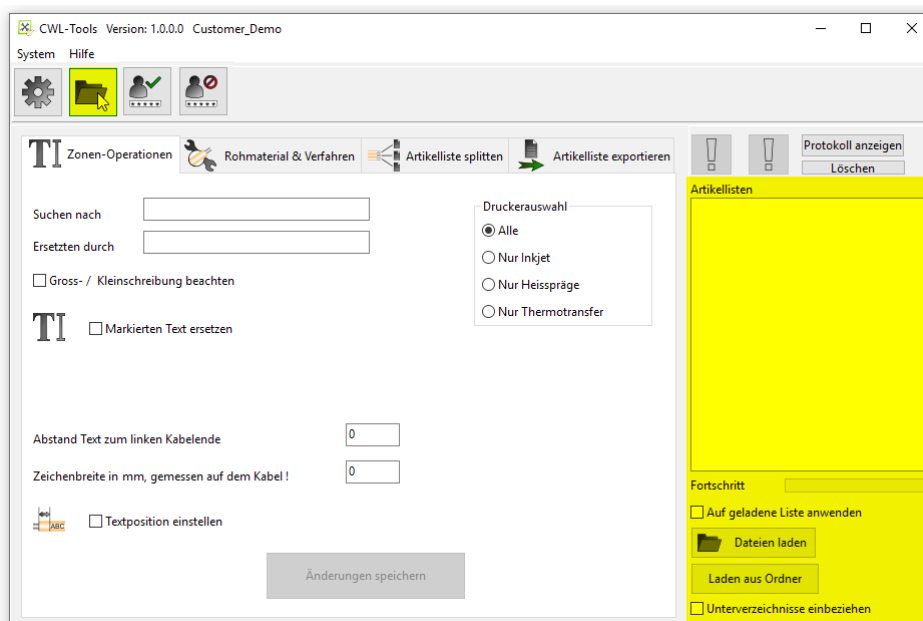 CWL-Tools Version: 1.0.0.0 Customer_Demo
System Hilfe
Zonen-Operationen
Rohmaterial & Verfahren
Artikelliste splitten
Artikelliste exportieren
Protokoll anzeigen
Löschen
Suchen nach
Ersetzten durch
Gross- / Kleinschreibung beachten
TI
Markierten Text ersetzen
Druckerauswahl
Alle
Nur Inkjet
Nur Heisspräge
Nur Thermotransfer
Abstand Text zum linken Kabelende
0
Zeichenbreite in mm, gemessen auf dem Kabel !
0
ABC
Textposition einstellen
Änderungen speichern
Artikellisten
Fortschritt
Auf geladene Liste anwenden
Dateien laden
Laden aus Ordner
Unterverzeichnisse einbeziehen